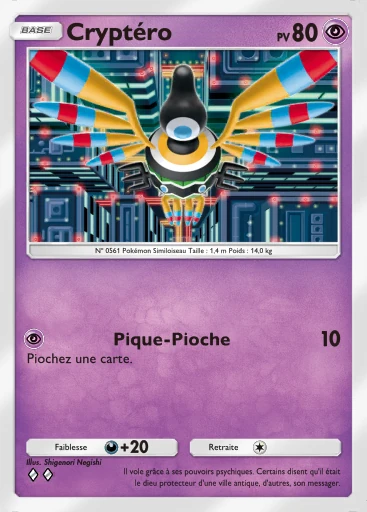 BASE Cryptéro PV 80
N° 0561 Pokémon Similoiseau Taille : 1,4 m Poids : 14,0 kg
Pique-Pioche 10
Piochez une carte.
Faiblesse +20 Retraite
Illus. Shigenori Negishi
Il vole grâce à ses pouvoirs psychiques. Certains disent qu'il était
le dieu protecteur d'une ville antique, d'autres, son messager.